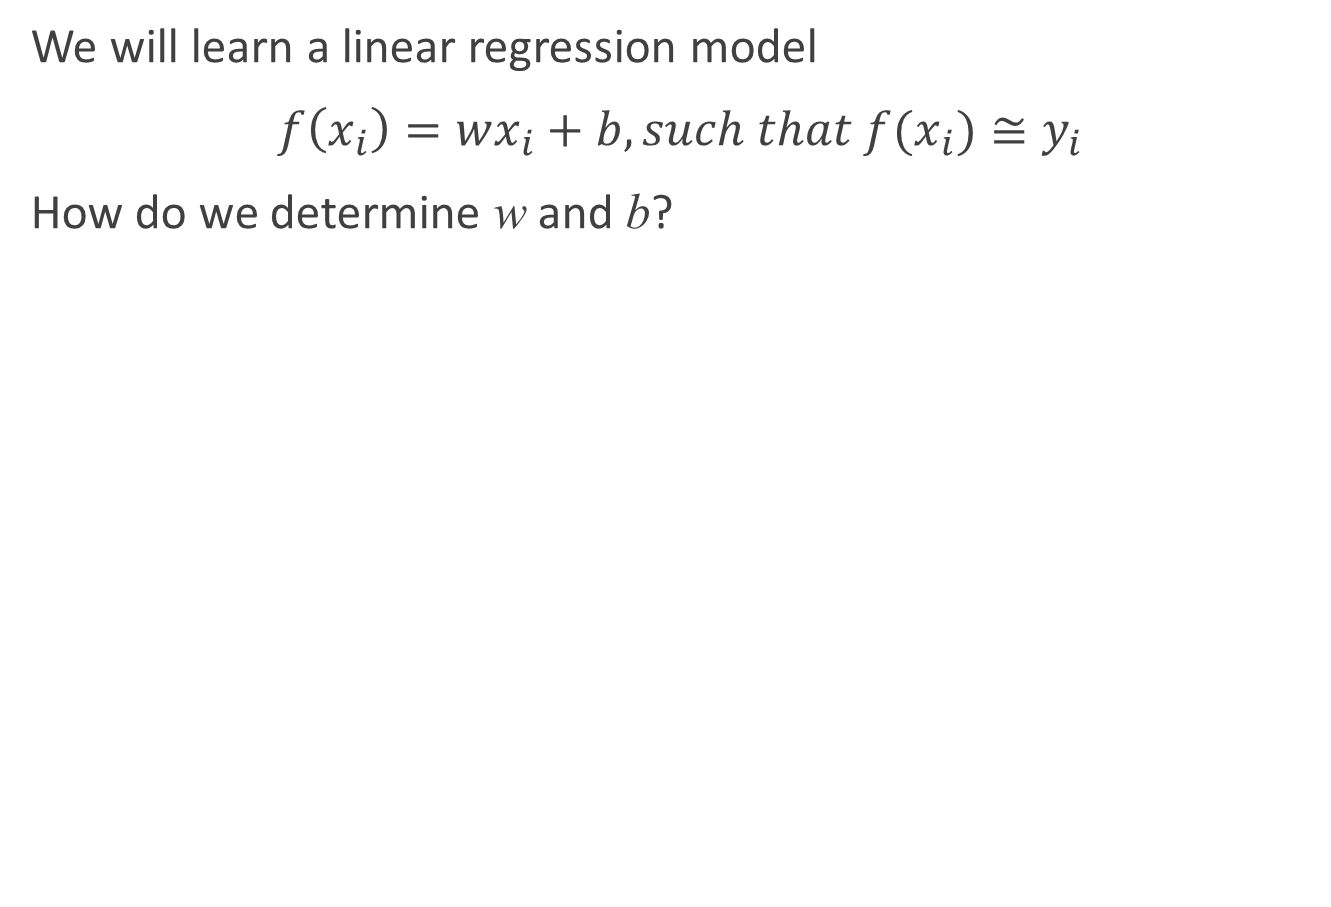 We will learn a linear regression model
f(xᵢ) = wxᵢ + b, such that f(xᵢ) ≅ yᵢ
How do we determine w and b?